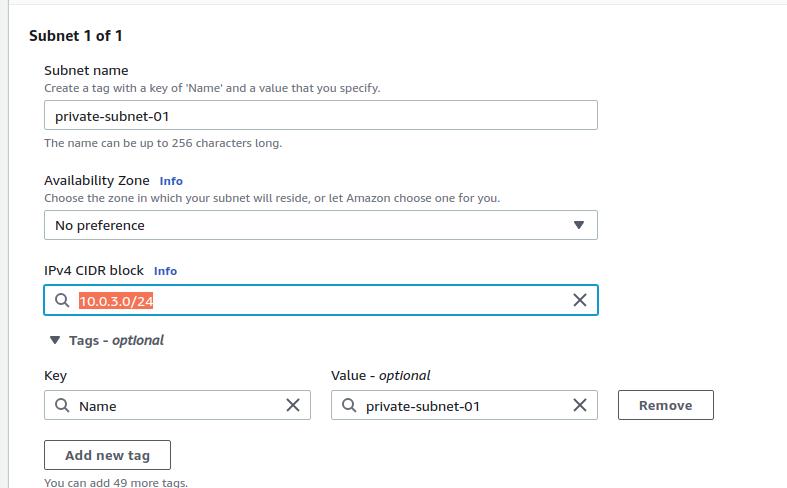 Subnet 1 of 1
Subnet name
Create a tag with a key of 'Name' and a value that you specify.
private-subnet-01
The name can be up to 256 characters long.
Availability Zone Info
Choose the zone in which your subnet will reside, or let Amazon choose one for you.
No preference
IPv4 CIDR block Info
10.0.3.0/24
Tags - optional
Key Value - optional
Name private-subnet-01 Remove
Add new tag
You can add 49 more tags.